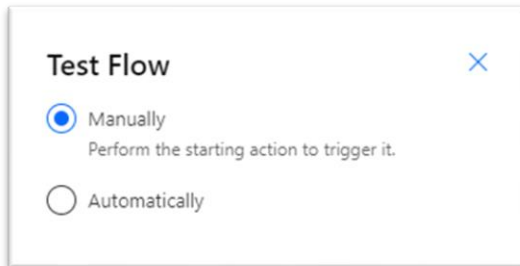 Test Flow
Manually
Perform the starting action to trigger it.
Automatically